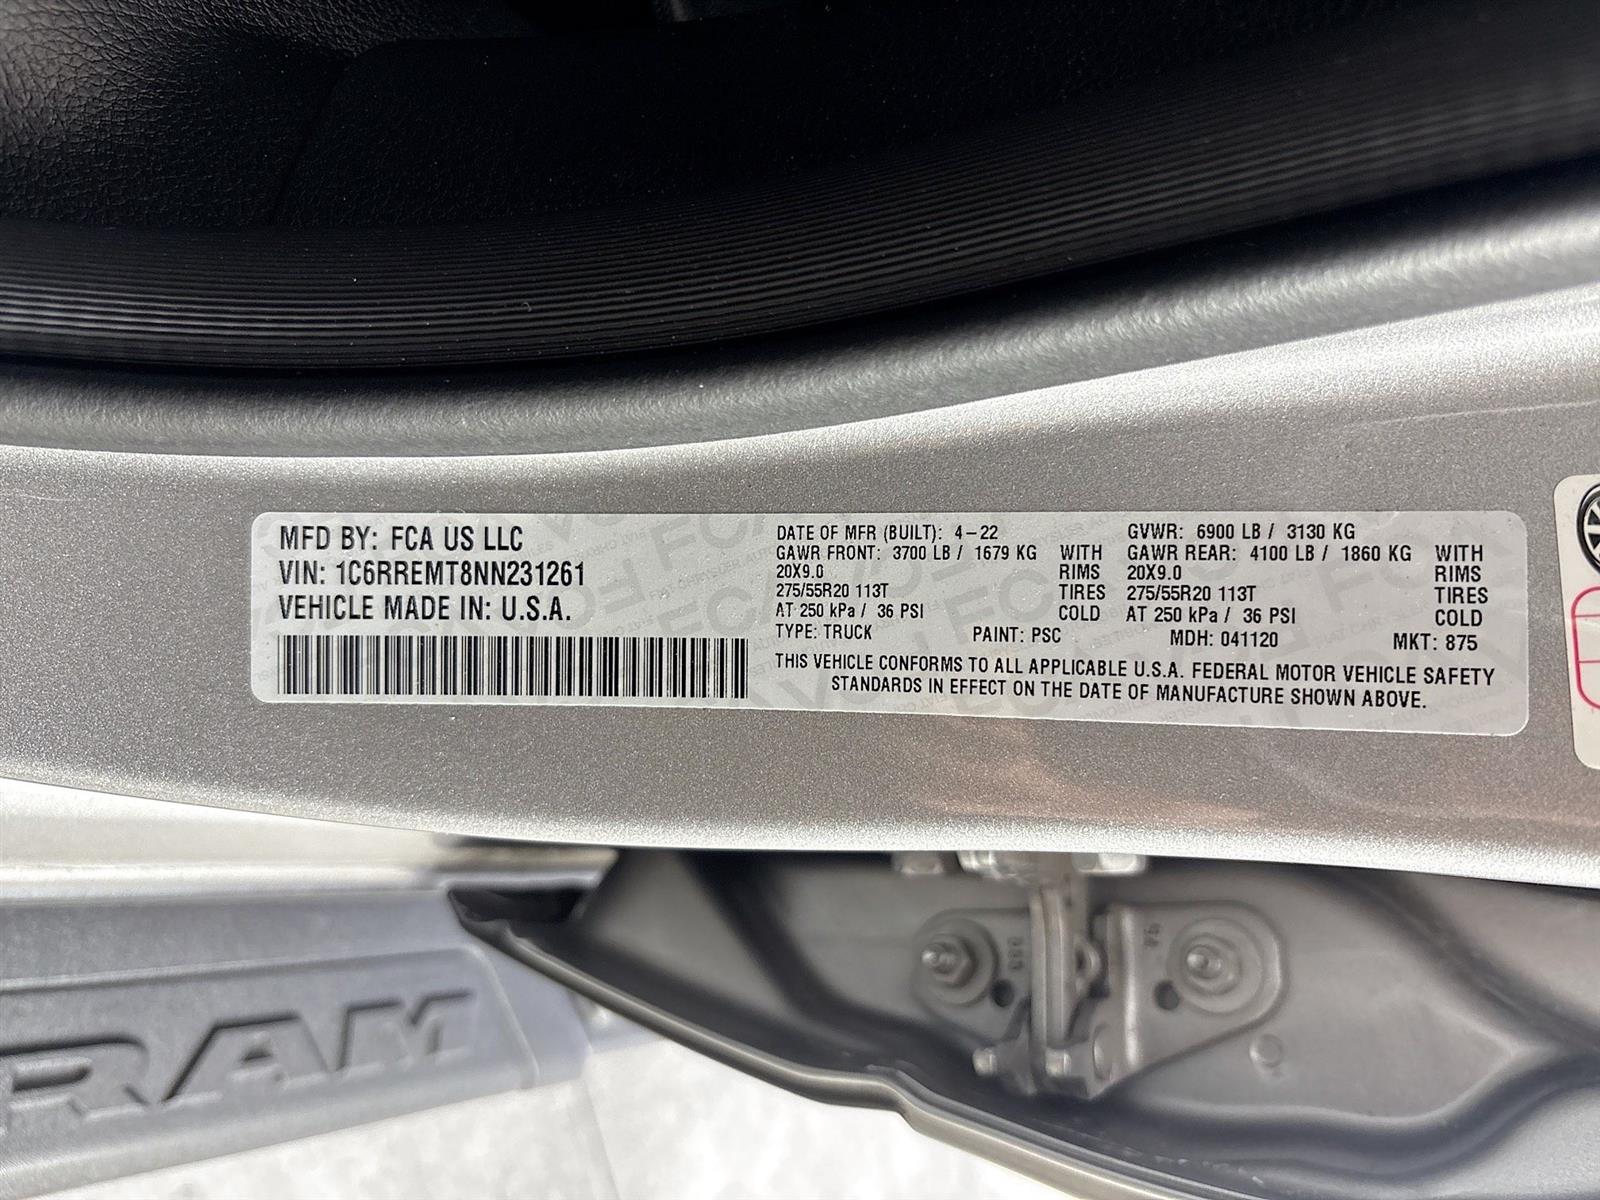 MFD BY: FCA US LLC
VIN: 1C6RREMT8NN231261
VEHICLE MADE IN: U.S.A.
DATE OF MFR (BUILT): 4-22
GAWR FRONT: 3700 LB / 1679 KG WITH
20X9.0 RIMS
275/55R20 113T TIRES
AT 250 kPa / 36 PSI COLD
GVWR: 6900 LB / 3130 KG
GAWR REAR: 4100 LB / 1860 KG WITH
20X9.0 RIMS
275/55R20 113T TIRES
AT 250 kPa / 36 PSI COLD
TYPE: TRUCK PAINT: PSC MDH: 041120 MKT: 875
THIS VEHICLE CONFORMS TO ALL APPLICABLE U.S.A. FEDERAL MOTOR VEHICLE SAFETY
STANDARDS IN EFFECT ON THE DATE OF MANUFACTURE SHOWN ABOVE.
RAM